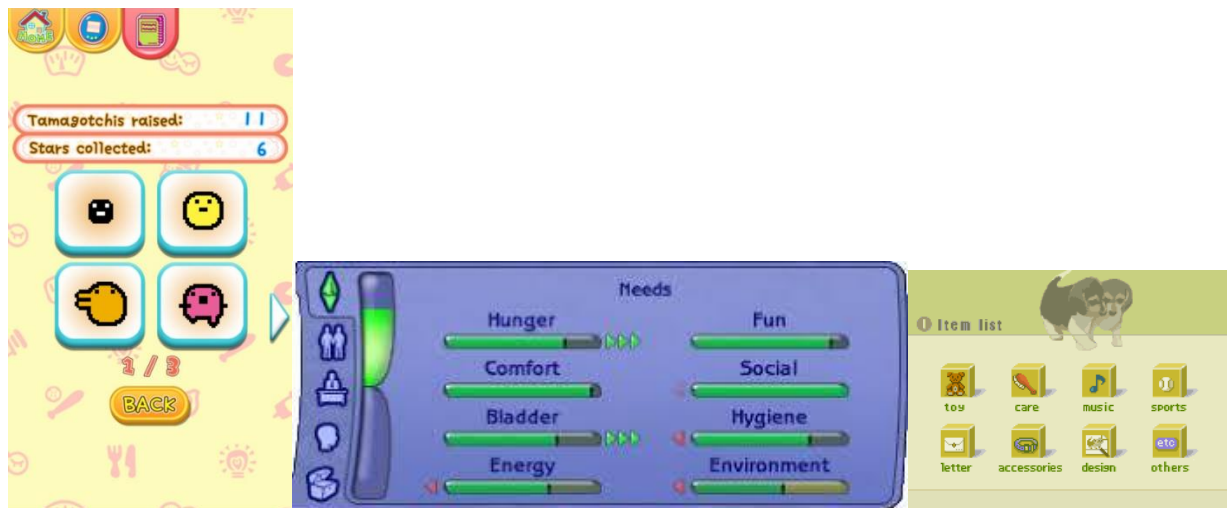 HOME
Tamagotchis raised: 11
Stars collected: 6
1 / 3
BACK
Needs
Hunger Fun
Comfort Social
Bladder Hygiene
Energy Environment
Item list
toy care music sports
etc
letter accessories design others